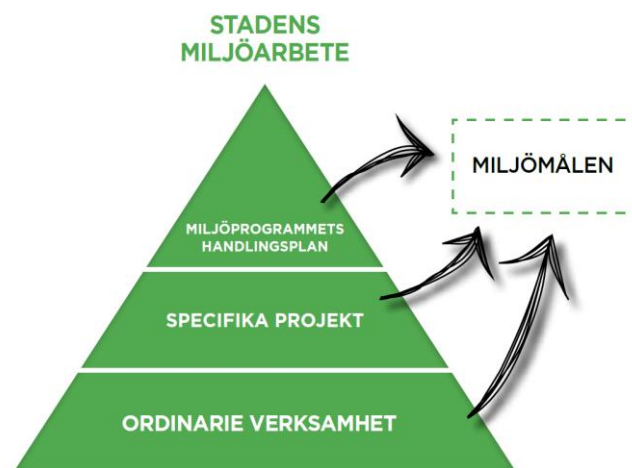 STADENS
MILJÖARBETE
MILJÖMÅLEN
MILJÖPROGRAMMETS
HANDLINGSPLAN
SPECIFIKA PROJEKT
ORDINARIE VERKSAMHET